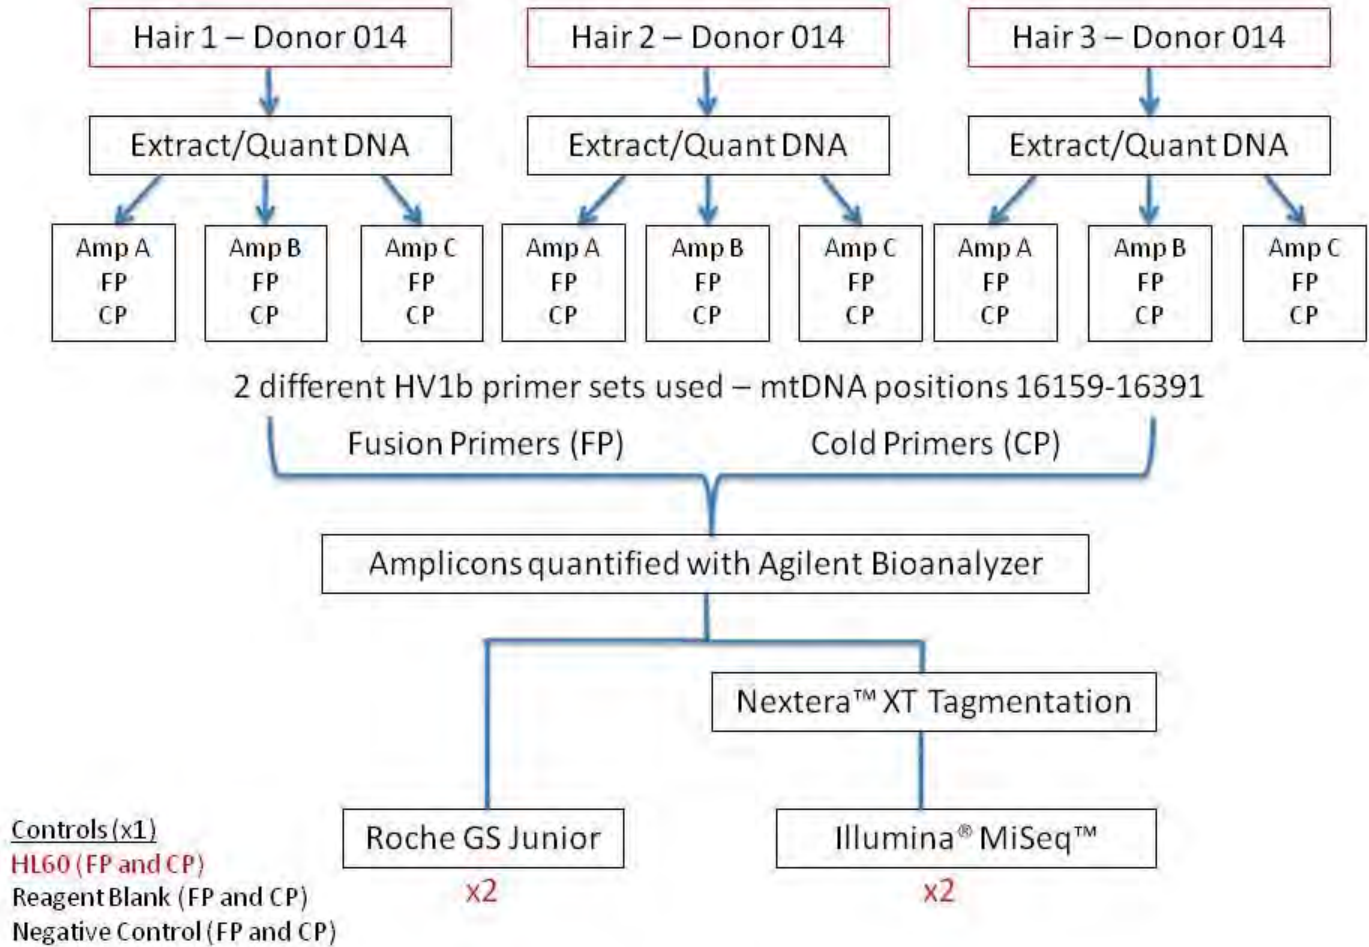 Hair 1 – Donor 014
Hair 2 – Donor 014
Hair 3 – Donor 014
Extract/Quant DNA
Extract/Quant DNA
Extract/Quant DNA
Amp A
FP
CP
Amp B
FP
CP
Amp C
FP
CP
Amp A
FP
CP
Amp B
FP
CP
Amp C
FP
CP
Amp A
FP
CP
Amp B
FP
CP
Amp C
FP
CP
2 different HV1b primer sets used – mtDNA positions 16159-16391
Fusion Primers (FP)
Cold Primers (CP)
Amplicons quantified with Agilent Bioanalyzer
Nextera™ XT Tagmentation
Roche GS Junior
x2
Illumina® MiSeq™
x2
Controls (x1)
HL60 (FP and CP)
Reagent Blank (FP and CP)
Negative Control (FP and CP)